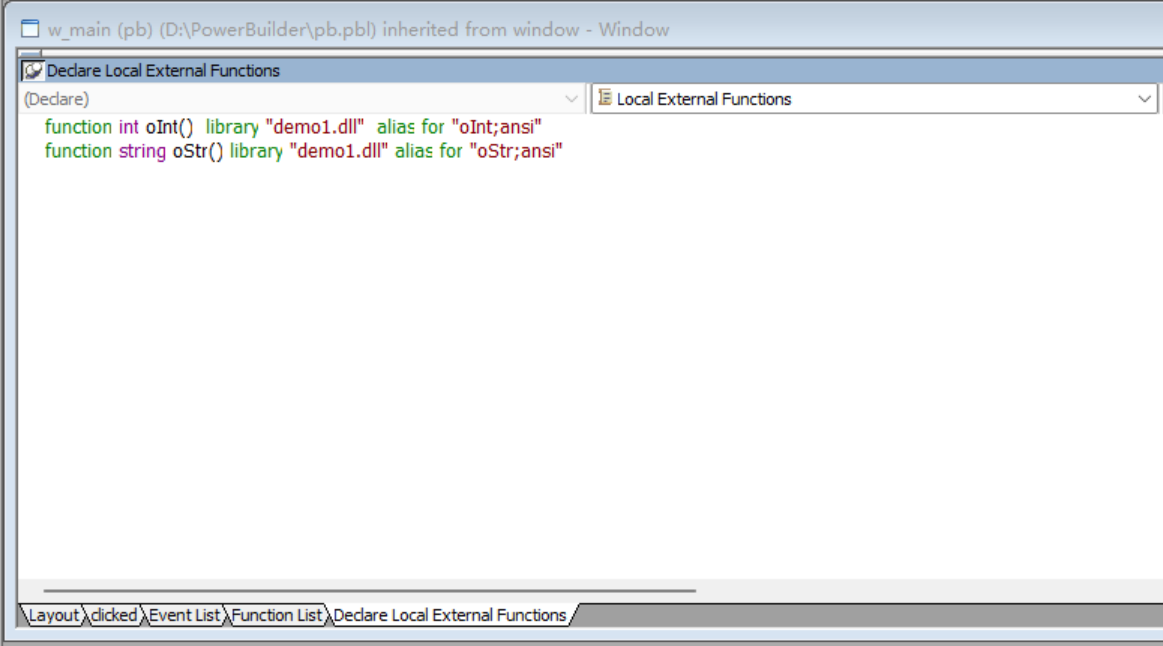 w_main (pb) (D:\PowerBuilder\pb.pbl) inherited from window - Window
Declare Local External Functions
(Declare)
Local External Functions
function int oInt()  library "demo1.dll"  alias for "oInt;ansi"
function string oStr() library "demo1.dll" alias for "oStr;ansi"
Layout clicked Event List Function List Declare Local External Functions